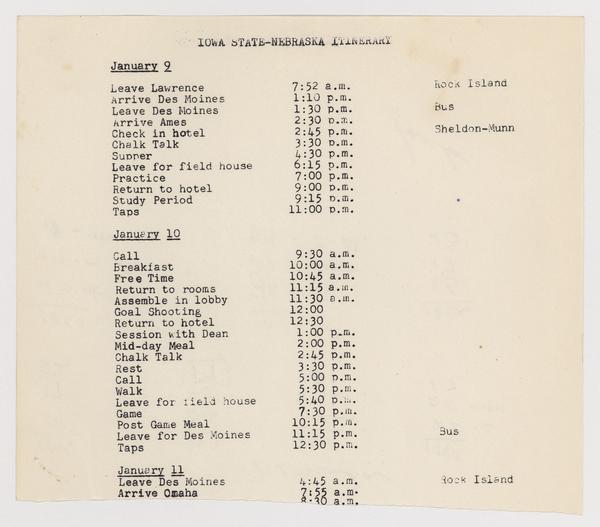 IOWA STATE-NEBRASKA ITINERARY
January 9
Leave Lawrence 7:52 a.m. Rock Island
Arrive Des Moines 1:10 p.m.
Leave Des Moines 1:30 p.m. Bus
Arrive Ames 2:30 p.m.
Check in hotel 2:45 p.m. Sheldon-Munn
Chalk Talk 3:30 p.m.
Supper 4:30 p.m.
Leave for field house 6:15 p.m.
Practice 7:00 p.m.
Return to hotel 9:00 p.m.
Study Period 9:15 p.m.
Taps 11:00 p.m.
January 10
Call 9:30 a.m.
Breakfast 10:00 a.m.
Free Time 10:45 a.m.
Return to rooms 11:15 a.m.
Assemble in lobby 11:30 a.m.
Goal Shooting 12:00
Return to hotel 12:30
Session with Dean 1:00 p.m.
Mid-day Meal 2:00 p.m.
Chalk Talk 2:45 p.m.
Rest 3:30 p.m.
Call 5:00 p.m.
Walk 5:30 p.m.
Leave for field house 5:40 p.m.
Game 7:30 p.m.
Post Game Meal 10:15 p.m.
Leave for Des Moines 11:15 p.m. Bus
Taps 12:30 p.m.
January 11
Leave Des Moines 4:45 a.m. Rock Island
Arrive Omaha 7:55 a.m.
8:30 a.m.